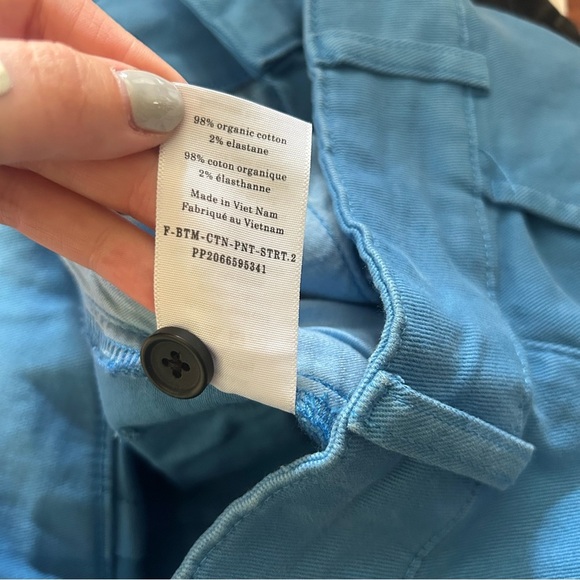 98% organic cotton
2% elastane
98% coton organique
2% élasthanne
Made in Viet Nam
Fabriqué au Vietnam
F-BTM-CTN-PNT-STRT.2
PP2066595341